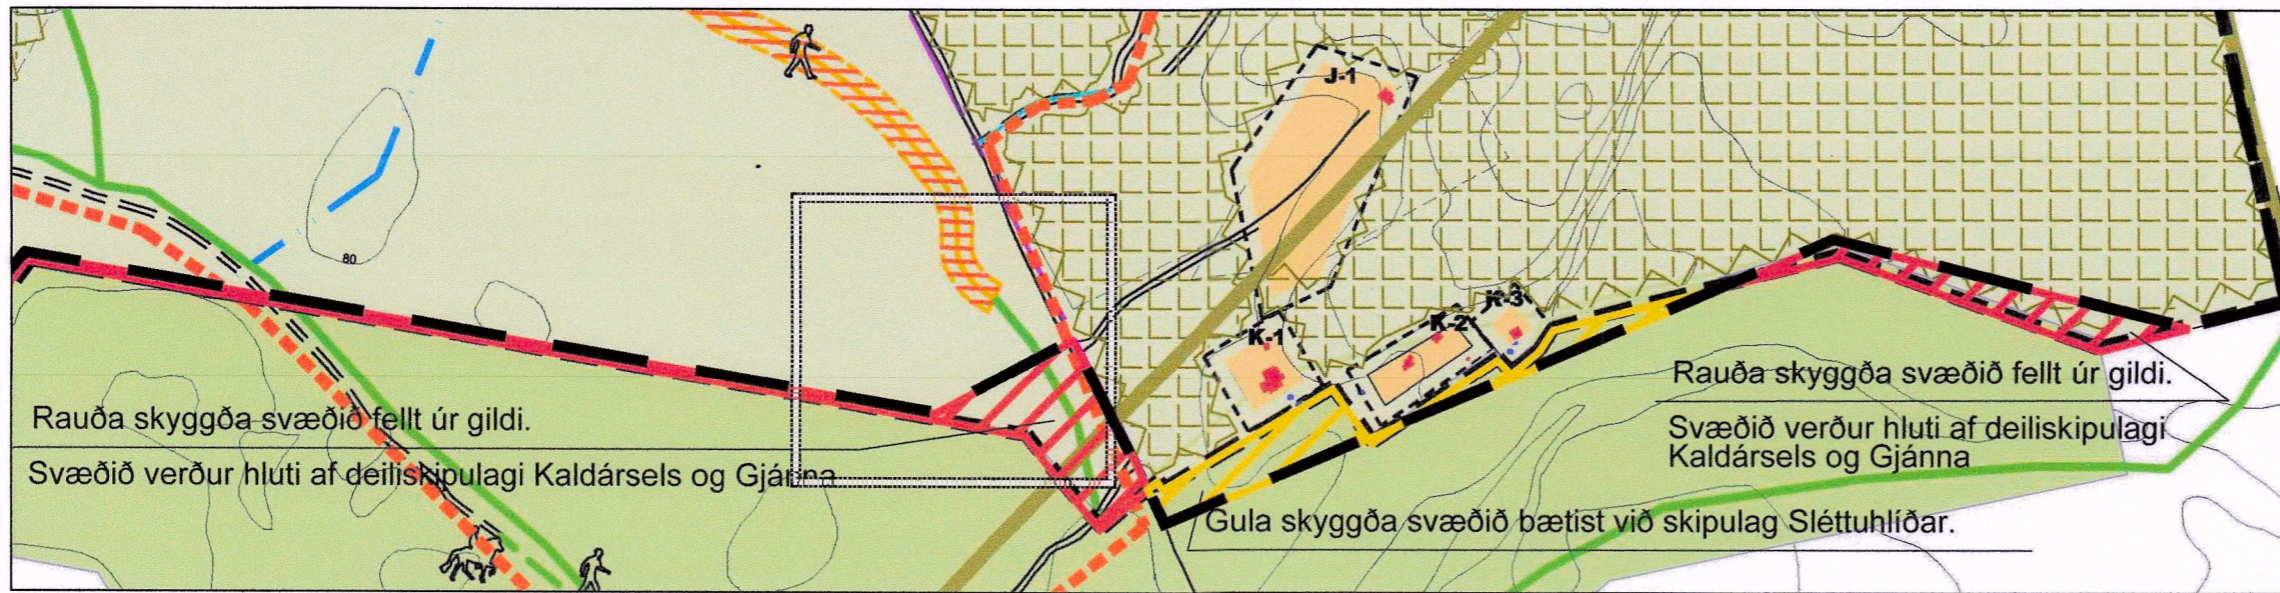 J-1
80
K-3
K-2
K-1
Rauða skyggða svæðið fellt úr gildi.
Svæðið verður hluti af deiliskipulagi Kaldársels og Gjánna
Rauða skyggða svæðið fellt úr gildi.
Svæðið verður hluti af deiliskipulagi
Kaldársels og Gjánna
Gula skyggða svæðið bætist við skipulag Sléttuhlíðar.